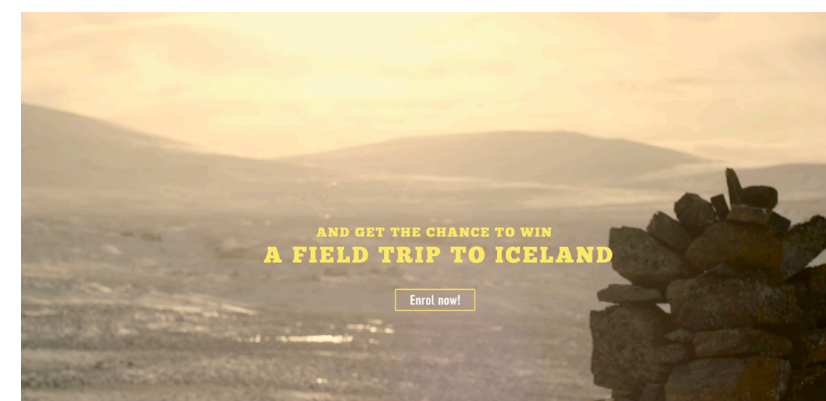 AND GET THE CHANCE TO WIN
A FIELD TRIP TO ICELAND
Enrol now!